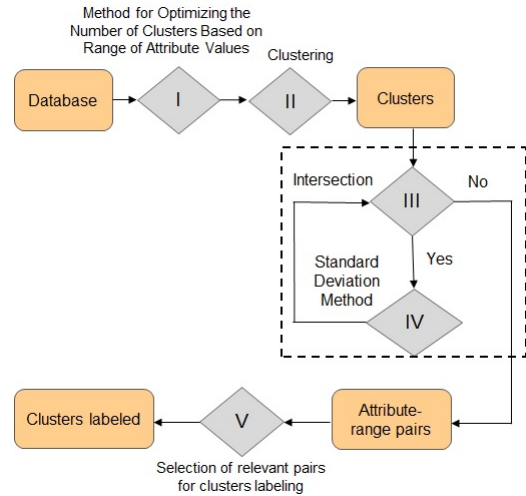 Method for Optimizing the
Number of Clusters Based on
Range of Attribute Values
Clustering
Database
I
II
Clusters
Intersection
III
No
Yes
Standard
Deviation
Method
IV
Clusters labeled
V
Attribute-
range pairs
Selection of relevant pairs
for clusters labeling